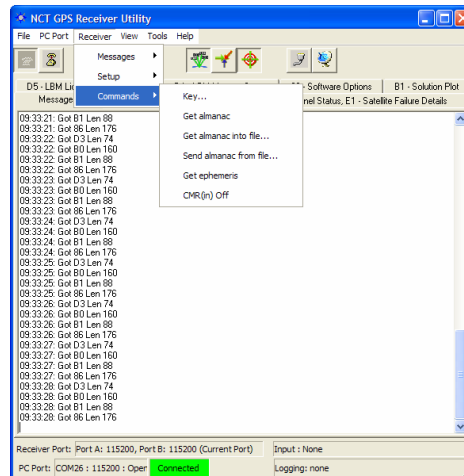 NCT GPS Receiver Utility
File PC Port Receiver View Tools Help
Messages
Setup
Commands
Key...
Get almanac
Get almanac into file...
Send almanac from file...
Get ephemeris
CMR(in) Off
D5 - LBM Li
Software Options
B1 - Solution Plot
Message
nel Status, E1 - Satellite Failure Details
09:33:21: Got B1 Len 88
09:33:21: Got 86 Len 176
09:33:22: Got D3 Len 74
09:33:22: Got B0 Len 160
09:33:22: Got B1 Len 88
09:33:22: Got 86 Len 176
09:33:23: Got D3 Len 74
09:33:23: Got B0 Len 160
09:33:23: Got B1 Len 88
09:33:23: Got 86 Len 176
09:33:24: Got D3 Len 74
09:33:24: Got B0 Len 160
09:33:24: Got B1 Len 88
09:33:24: Got 86 Len 176
09:33:25: Got D3 Len 74
09:33:25: Got B0 Len 160
09:33:25: Got B1 Len 88
09:33:25: Got 86 Len 176
09:33:26: Got D3 Len 74
09:33:26: Got B0 Len 160
09:33:26: Got B1 Len 88
09:33:26: Got 86 Len 176
09:33:27: Got D3 Len 74
09:33:27: Got B0 Len 160
09:33:27: Got B1 Len 88
09:33:27: Got 86 Len 176
09:33:28: Got D3 Len 74
09:33:28: Got B0 Len 160
09:33:28: Got B1 Len 88
09:33:28: Got 86 Len 176
Receiver Port: Port A: 115200, Port B: 115200 (Current Port)
Input : None
PC Port: COM26 : 115200 : Oper
Connected
Logging: none